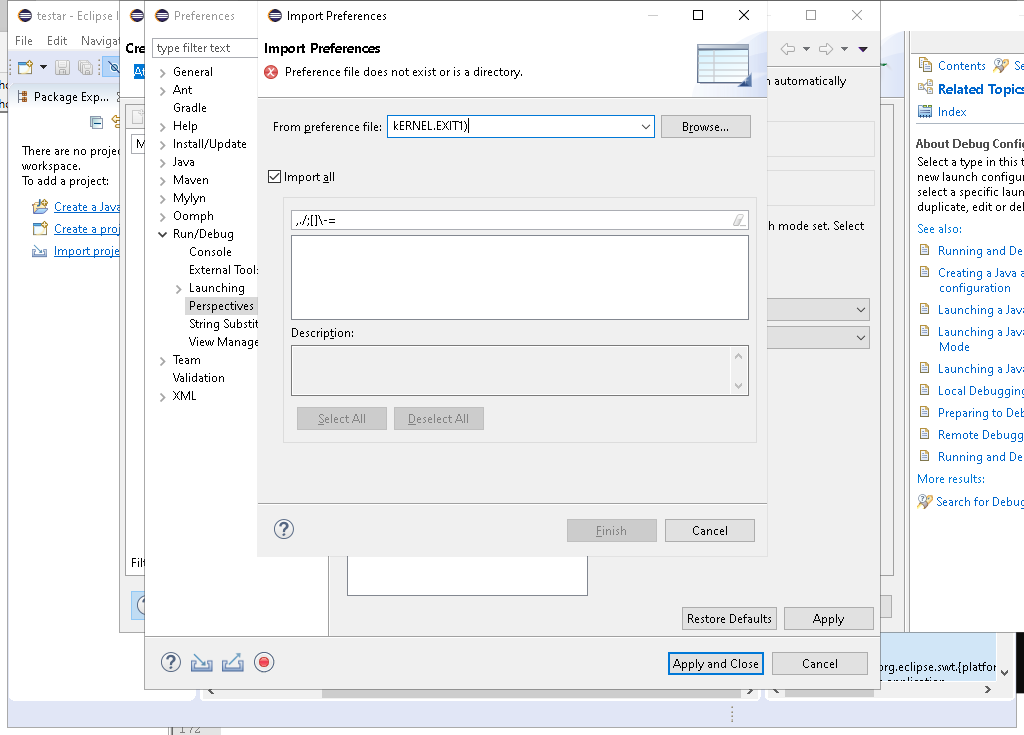 testar - Eclipse I
File Edit Navigat
Package Exp...
There are no projec
workspace.
To add a project:
Create a Java
Create a proj
Import proje
Cre
Preferences
type filter text
General
Ant
Gradle
Help
Install/Update
Java
Maven
Mylyn
Oomph
Run/Debug
Console
External Tools
Launching
Perspectives
String Substit
View Manage
Team
Validation
XML
Import Preferences
Import Preferences
Preference file does not exist or is a directory.
From preference file: kERNEL.EXIT1)
Browse...
Import all
,./;[]\-=
Description:
Select All Deselect All
Finish Cancel
n automatically
h mode set. Select
Filt
Restore Defaults Apply
Apply and Close Cancel
Contents Se
Related Topics
Index
About Debug Config
Select a type in this t
new launch configur
select a specific laun
duplicate, edit or del
See also:
Running and De
Creating a Java a
configuration
Launching a Java
Launching a Java
Mode
Launching a Java
Local Debugging
Preparing to Deb
Remote Debugg
Running and De
More results:
Search for Debug
org.eclipse.swt.{platfor
172